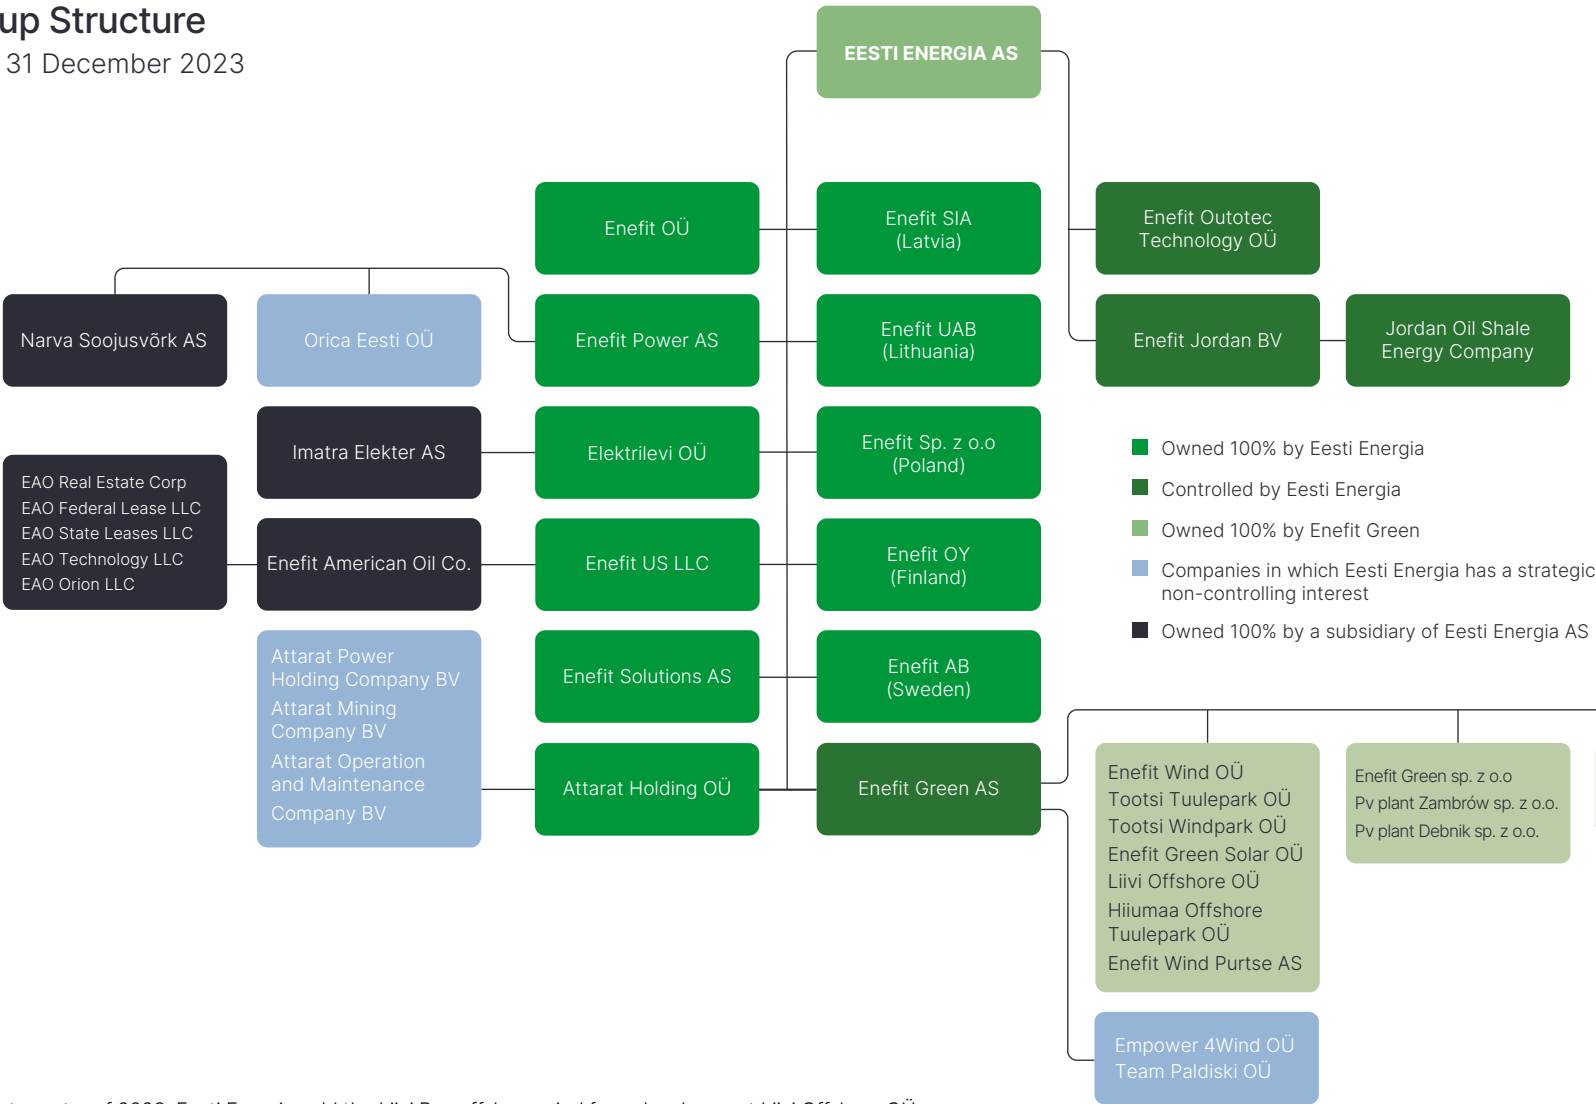 up Structure
31 December 2023
EESTI ENERGIA AS
Enefit OÜ
Enefit SIA
(Latvia)
Enefit Outotec
Technology OÜ
Narva Soojusvõrk AS
Orica Eesti OÜ
Enefit Power AS
Enefit UAB
(Lithuania)
Enefit Jordan BV
Jordan Oil Shale
Energy Company
Imatra Elekter AS
Elektrilevi OÜ
Enefit Sp. z o.o
(Poland)
EAO Real Estate Corp
EAO Federal Lease LLC
EAO State Leases LLC
EAO Technology LLC
EAO Orion LLC
Enefit American Oil Co.
Enefit US LLC
Enefit OY
(Finland)
Owned 100% by Eesti Energia
Controlled by Eesti Energia
Owned 100% by Enefit Green
Companies in which Eesti Energia has a strategic
non-controlling interest
Owned 100% by a subsidiary of Eesti Energia AS
Attarat Power
Holding Company BV
Attarat Mining
Company BV
Attarat Operation
and Maintenance
Company BV
Enefit Solutions AS
Enefit AB
(Sweden)
Attarat Holding OÜ
Enefit Green AS
Enefit Wind OÜ
Tootsi Tuulepark OÜ
Tootsi Windpark OÜ
Enefit Green Solar OÜ
Liivi Offshore OÜ
Hiiumaa Offshore
Tuulepark OÜ
Enefit Wind Purtse AS
Enefit Green sp. z o.o
Pv plant Zambrów sp. z o.o.
Pv plant Debnik sp. z o.o.
Empower 4Wind OÜ
Team Paldiski OÜ